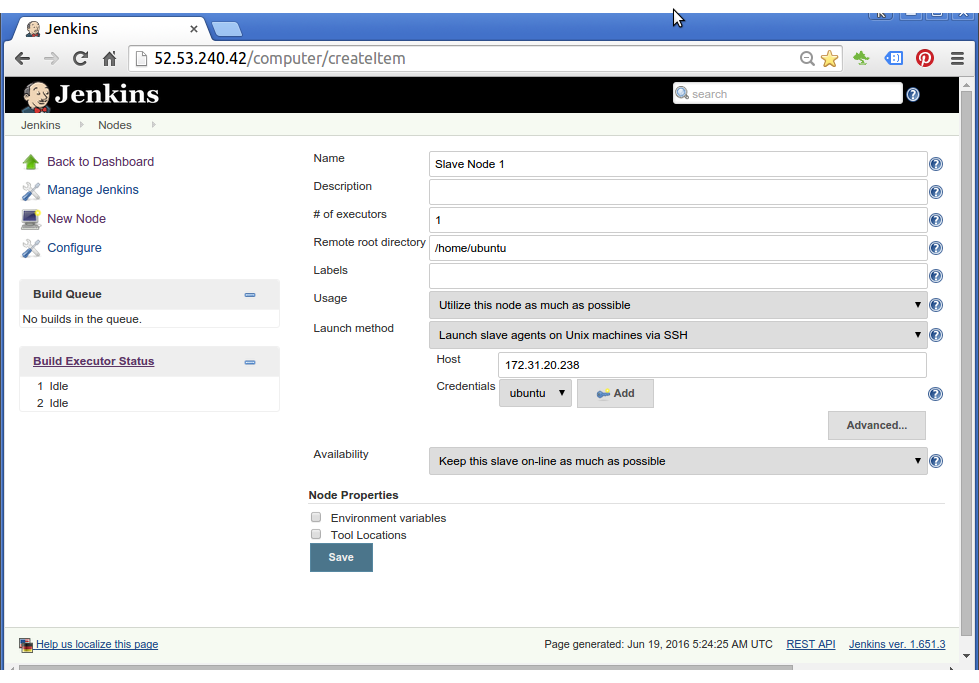 Jenkins
52.53.240.42/computer/createItem
Jenkins
search
Jenkins Nodes
Back to Dashboard
Manage Jenkins
New Node
Configure
Build Queue
No builds in the queue.
Build Executor Status
1 Idle
2 Idle
Name Slave Node 1
Description
# of executors 1
Remote root directory /home/ubuntu
Labels
Usage Utilize this node as much as possible
Launch method Launch slave agents on Unix machines via SSH
Host 172.31.20.238
Credentials ubuntu Add
Advanced...
Availability Keep this slave on-line as much as possible
Node Properties
Environment variables
Tool Locations
Save
Help us localize this page Page generated: Jun 19, 2016 5:24:25 AM UTC REST API Jenkins ver. 1.651.3